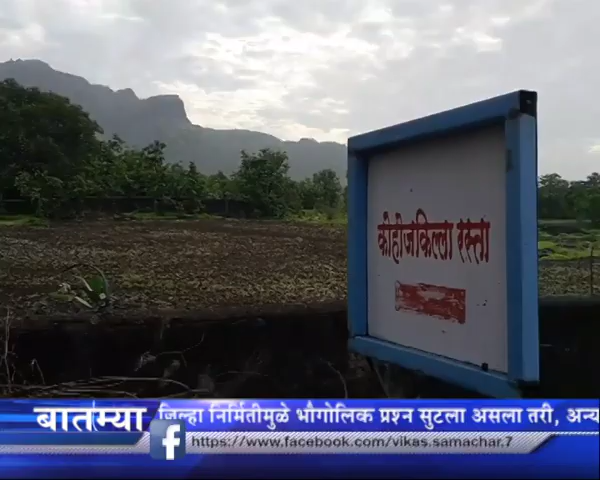 कोहोजकिल्ला रस्ता
बातम्या
जिल्हा निर्मितीमुळे भौगोलिक प्रश्न सुटला असला तरी, अन्य
f https://www.facebook.com/vikas.samachar.7